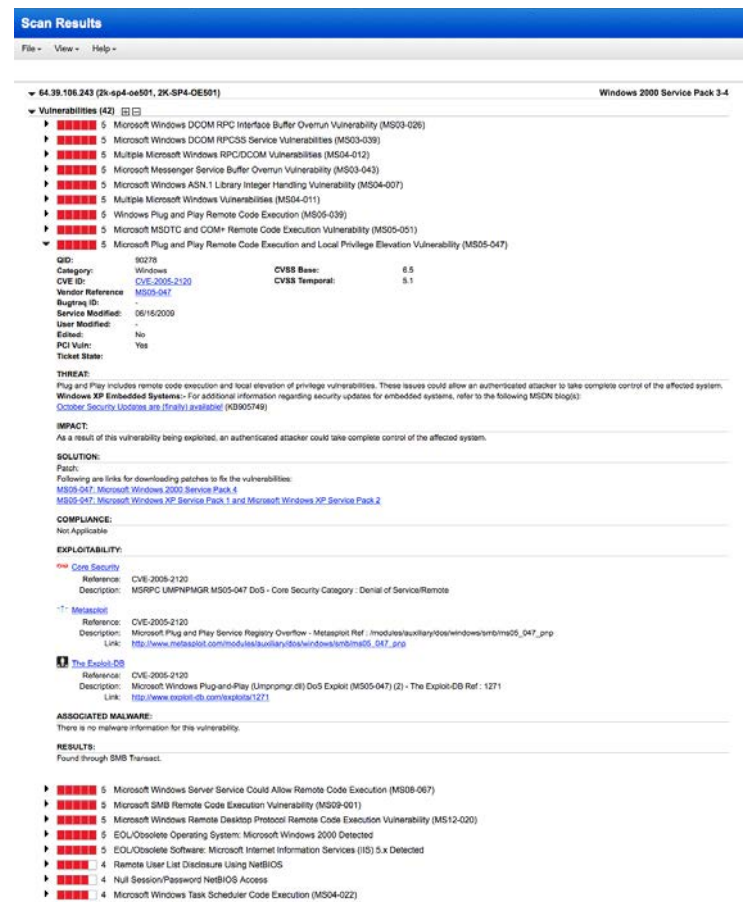 Scan Results
File View Help
64.39.106.243 (2k-sp4-oe501, 2K-SP4-OE501) Windows 2000 Service Pack 3-4
Vulnerabilities (42)
5 Microsoft Windows DCOM RPC Interface Buffer Overrun Vulnerability (MS03-026)
5 Microsoft Windows DCOM RPCSS Service Vulnerabilities (MS03-039)
5 Multiple Microsoft Windows RPC/DCOM Vulnerabilities (MS04-012)
5 Microsoft Messenger Service Buffer Overrun Vulnerability (MS03-043)
5 Microsoft Windows ASN.1 Library Integer Handling Vulnerability (MS04-007)
5 Multiple Microsoft Windows Vulnerabilities (MS04-011)
5 Windows Plug and Play Remote Code Execution (MS05-039)
5 Microsoft MSDTC and COM+ Remote Code Execution Vulnerability (MS05-051)
5 Microsoft Plug and Play Remote Code Execution and Local Privilege Elevation Vulnerability (MS05-047)
QID: 90278
Category: Windows CVSS Base: 6.5
CVE ID: CVE-2005-2120 CVSS Temporal: 5.1
Vendor Reference MS05-047
Bugtraq ID: -
Service Modified: 06/16/2009
User Modified: -
Edited: No
PCI Vuln: Yes
Ticket State:
THREAT:
Plug and Play includes remote code execution and local elevation of privilege vulnerabilities. These issues could allow an authenticated attacker to take complete control of the affected system.
Windows XP Embedded Systems:- For additional information regarding security updates for embedded systems, refer to the following MSDN blog(s):
October Security Updates are (finally) available! (KB905749)
IMPACT:
As a result of this vulnerability being exploited, an authenticated attacker could take complete control of the affected system.
SOLUTION:
Patch:
Following are links for downloading patches to fix the vulnerabilities:
MS05-047: Microsoft Windows 2000 Service Pack 4
MS05-047: Microsoft Windows XP Service Pack 1 and Microsoft Windows XP Service Pack 2
COMPLIANCE:
Not Applicable
EXPLOITABILITY:
Core Security
Reference: CVE-2005-2120
Description: MSRPC UMPNPMGR MS05-047 DoS - Core Security Category : Denial of Service/Remote
Metasploit
Reference: CVE-2005-2120
Description: Microsoft Plug and Play Service Registry Overflow - Metasploit Ref : /modules/auxiliary/dos/windows/smb/ms05_047_pnp
Link: http://www.metasploit.com/modules/auxiliary/dos/windows/smb/ms05_047_pnp
The Exploit-DB
Reference: CVE-2005-2120
Description: Microsoft Windows Plug-and-Play (Umpnpmgr.dll) DoS Exploit (MS05-047) (2) - The Exploit-DB Ref : 1271
Link: http://www.exploit-db.com/exploits/1271
ASSOCIATED MALWARE:
There is no malware information for this vulnerability.
RESULTS:
Found through SMB Transact.
5 Microsoft Windows Server Service Could Allow Remote Code Execution (MS08-067)
5 Microsoft SMB Remote Code Execution Vulnerability (MS09-001)
5 Microsoft Windows Remote Desktop Protocol Remote Code Execution Vulnerability (MS12-020)
5 EOL/Obsolete Operating System: Microsoft Windows 2000 Detected
5 EOL/Obsolete Software: Microsoft Internet Information Services (IIS) 5.x Detected
4 Remote User List Disclosure Using NetBIOS
4 Null Session/Password NetBIOS Access
4 Microsoft Windows Task Scheduler Code Execution (MS04-022)